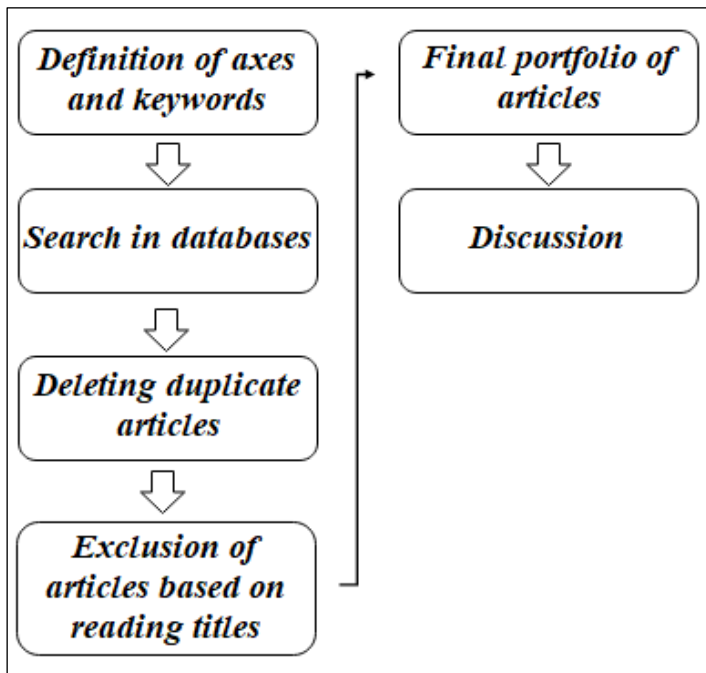 Definition of axes
and keywords
Search in databases
Deleting duplicate
articles
Exclusion of
articles based on
reading titles
Final portfolio of
articles
Discussion